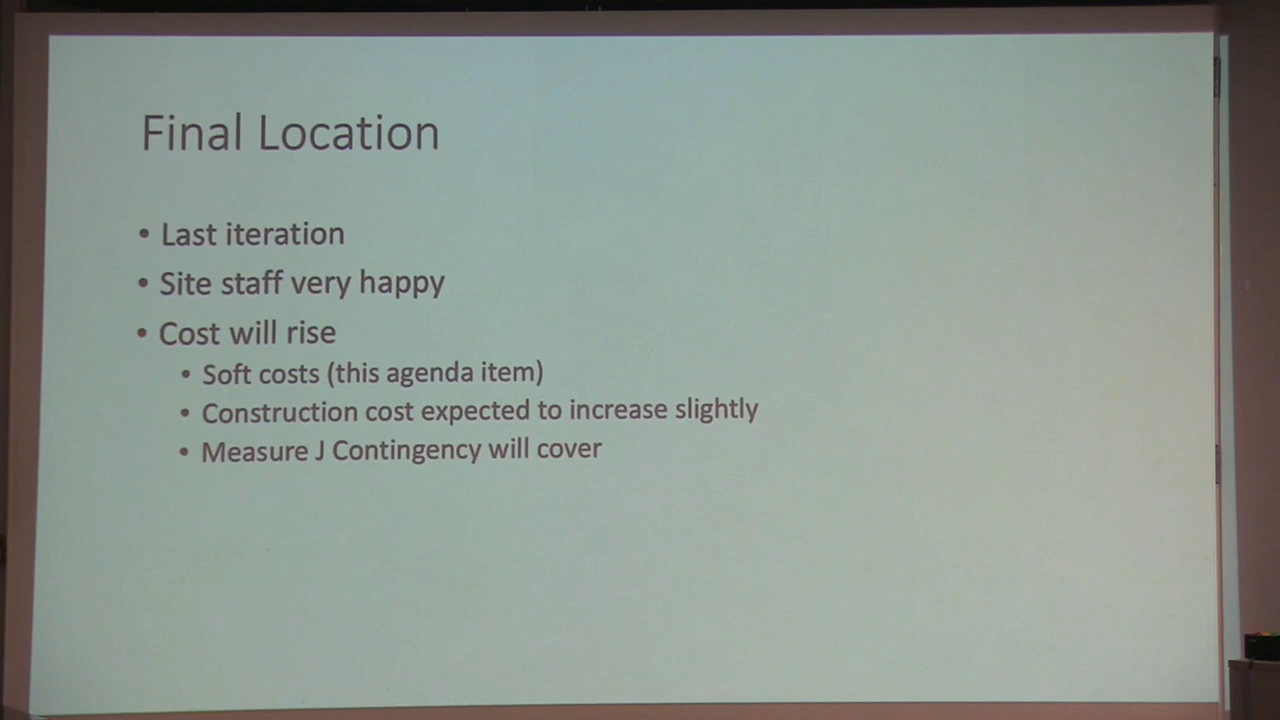 Final Location
• Last iteration
• Site staff very happy
• Cost will rise
• Soft costs (this agenda item)
• Construction cost expected to increase slightly
• Measure J Contingency will cover